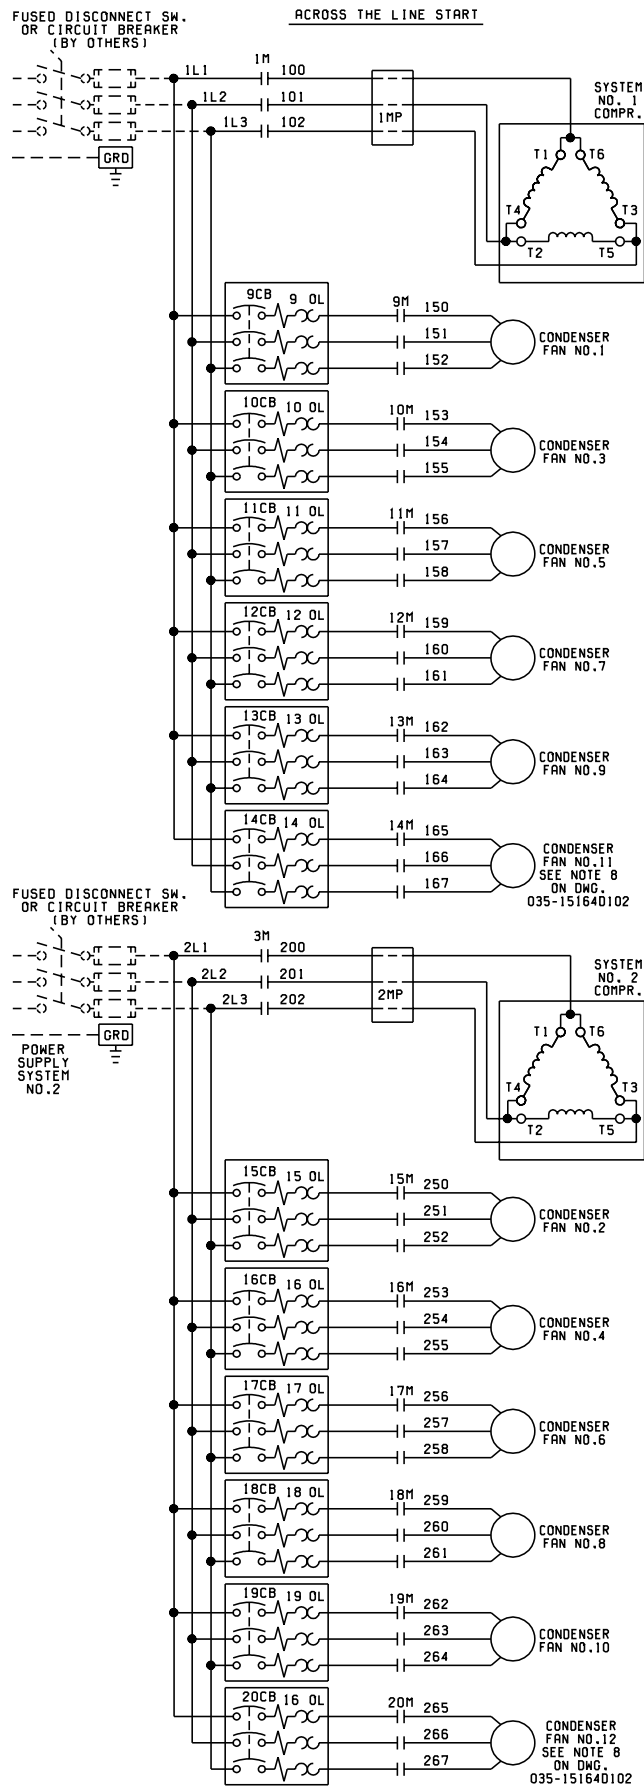 ACROSS THE LINE START
FUSED DISCONNECT SW.
OR CIRCUIT BREAKER
(BY OTHERS)
1L1
1M
100
1L2
101
1L3
102
1MP
GRD
SYSTEM
NO. 1
COMPR.
T1 T6
T4 T3
T2 T5
9CB 9 OL
9M 150
151
152
CONDENSER
FAN NO.1
10CB 10 OL
10M 153
154
155
CONDENSER
FAN NO.3
11CB 11 OL
11M 156
157
158
CONDENSER
FAN NO.5
12CB 12 OL
12M 159
160
161
CONDENSER
FAN NO.7
13CB 13 OL
13M 162
163
164
CONDENSER
FAN NO.9
14CB 14 OL
14M 165
166
167
CONDENSER
FAN NO.11
SEE NOTE 8
ON DWG.
035-15164D102
FUSED DISCONNECT SW.
OR CIRCUIT BREAKER
(BY OTHERS)
2L1
3M
200
2L2
201
2L3
202
2MP
GRD
POWER
SUPPLY
SYSTEM
NO.2
SYSTEM
NO. 2
COMPR.
T1 T6
T4 T3
T2 T5
15CB 15 OL
15M 250
251
252
CONDENSER
FAN NO.2
16CB 16 OL
16M 253
254
255
CONDENSER
FAN NO.4
17CB 17 OL
17M 256
257
258
CONDENSER
FAN NO.6
18CB 18 OL
18M 259
260
261
CONDENSER
FAN NO.8
19CB 19 OL
19M 262
263
264
CONDENSER
FAN NO.10
20CB 16 OL
20M 265
266
267
CONDENSER
FAN NO.12
SEE NOTE 8
ON DWG.
035-15164D102